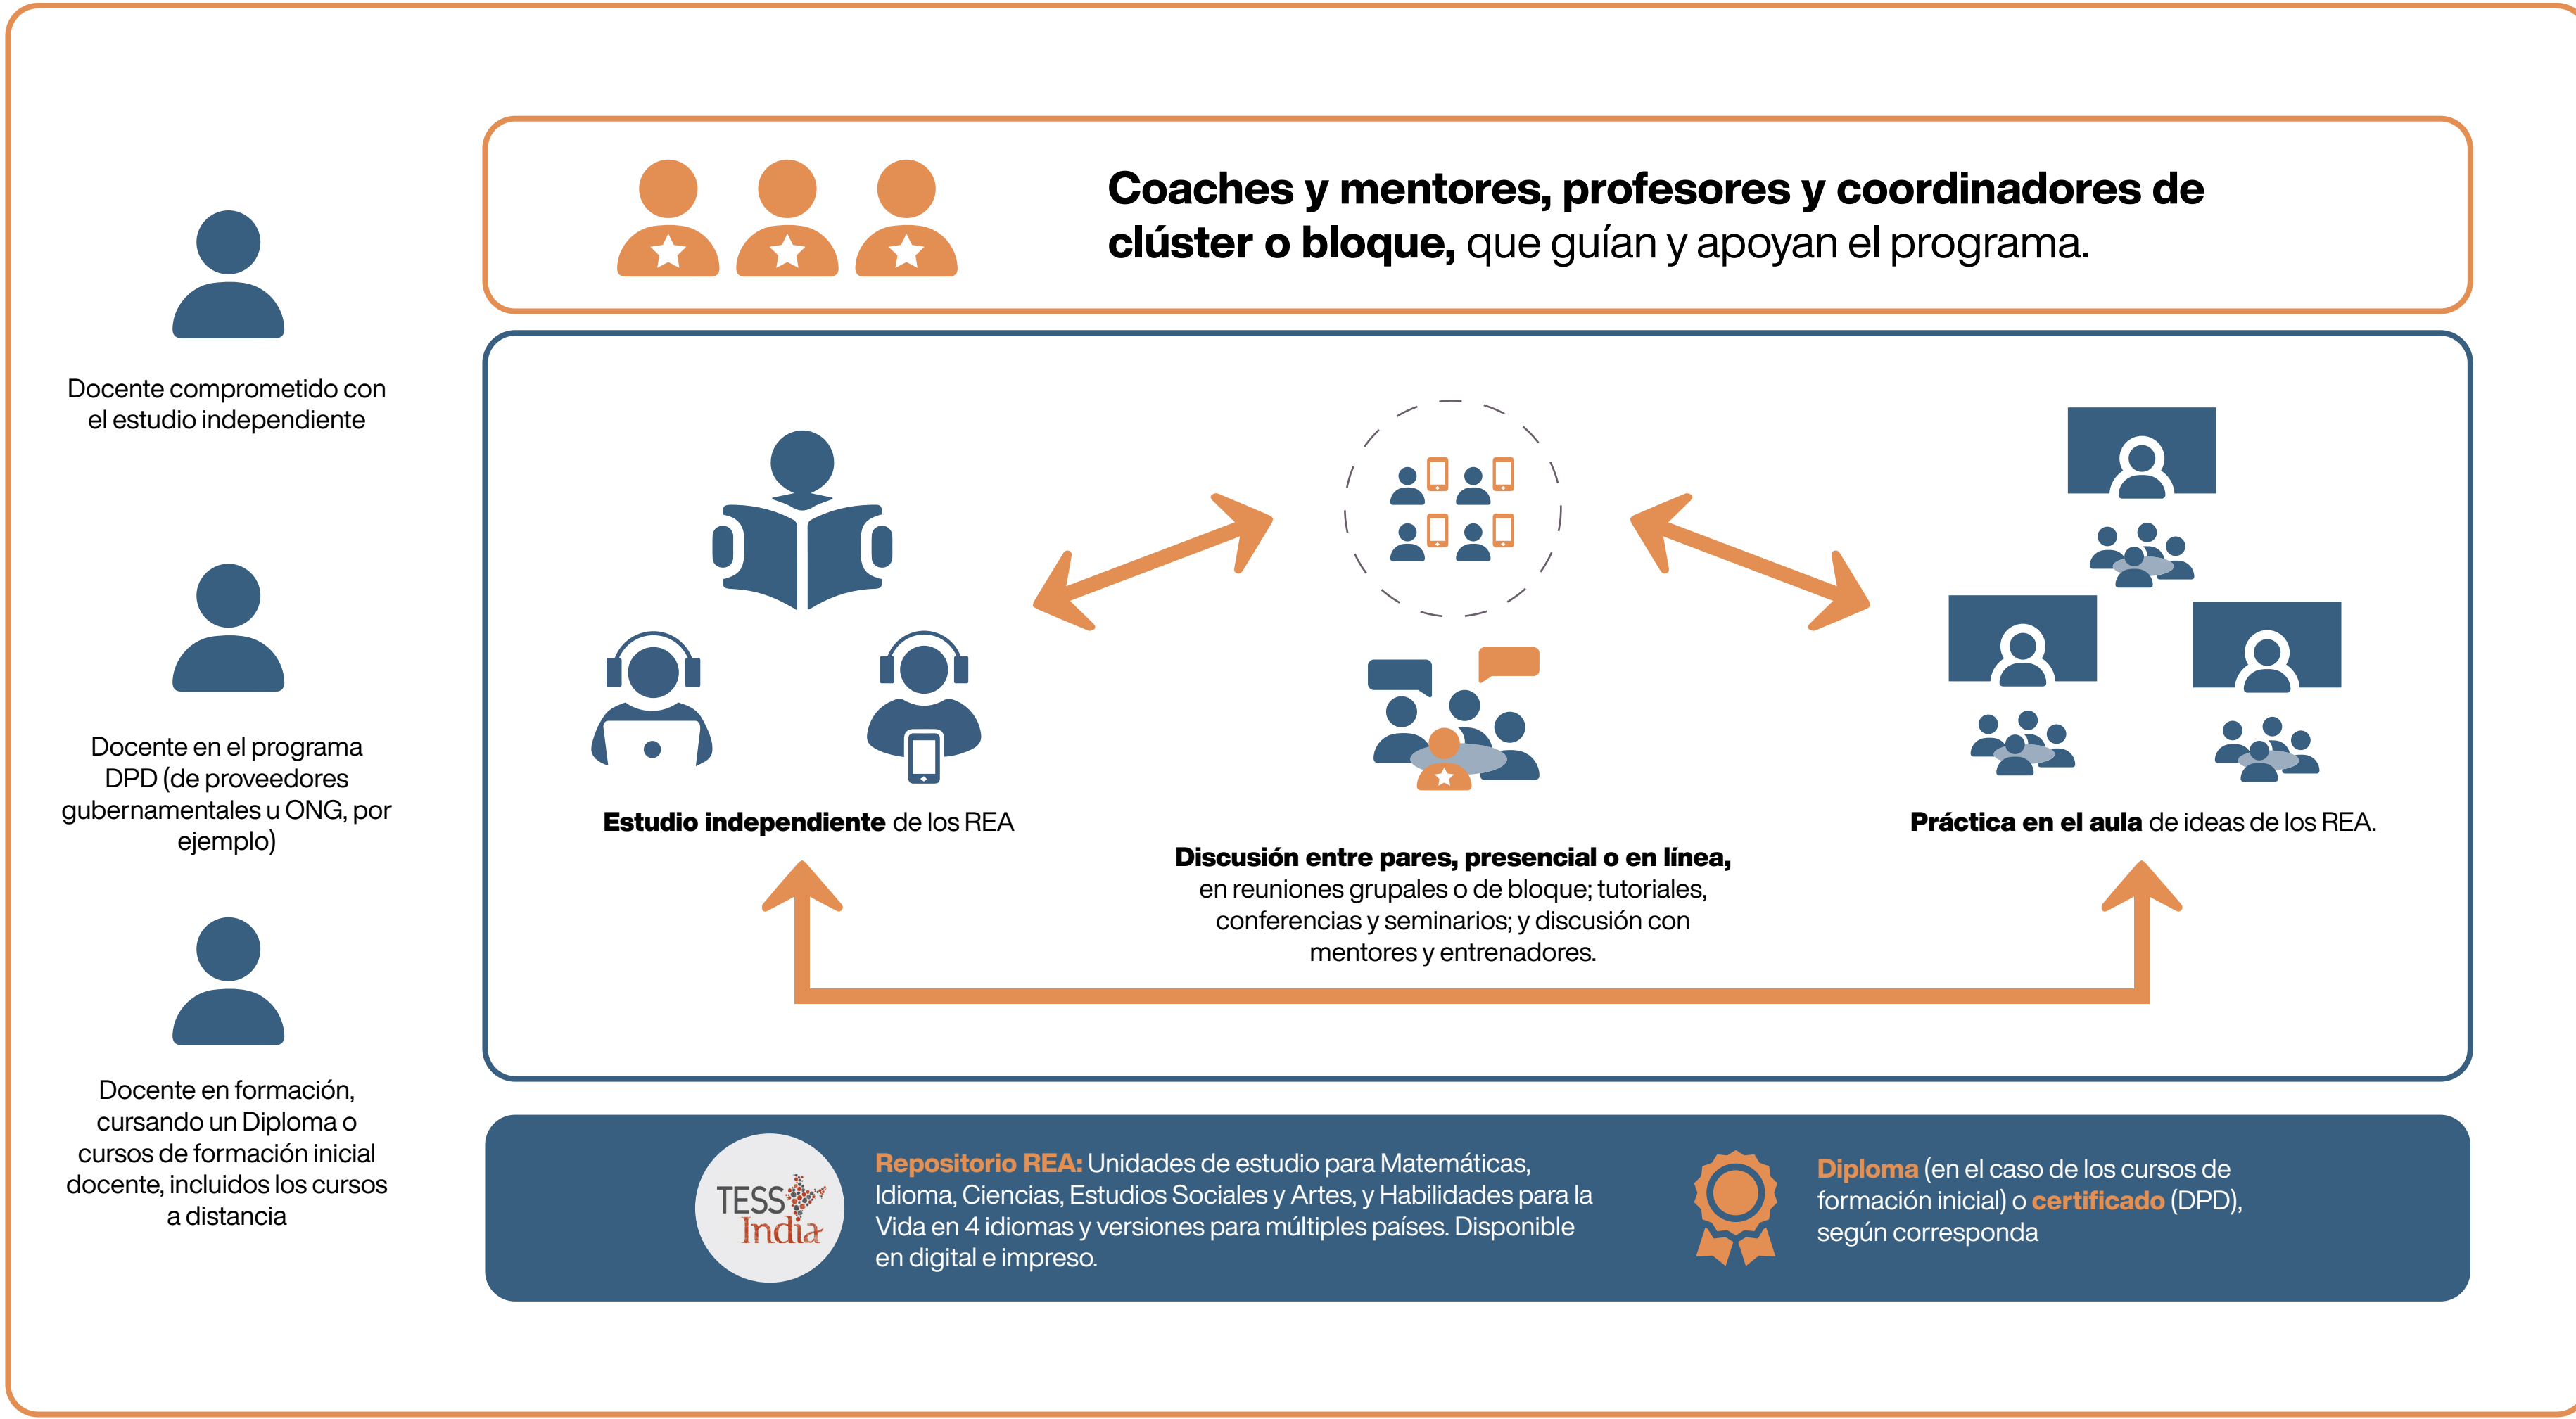 Coaches y mentores, profesores y coordinadores de
clúster o bloque, que guían y apoyan el programa.
Docente comprometido con
el estudio independiente
Docente en el programa
DPD (de proveedores
gubernamentales u ONG, por
ejemplo)
Docente en formación,
cursando un Diploma o
cursos de formación inicial
docente, incluidos los cursos
a distancia
Estudio independiente de los REA
Discusión entre pares, presencial o en línea,
en reuniones grupales o de bloque; tutoriales,
conferencias y seminarios; y discusión con
mentores y entrenadores.
Práctica en el aula de ideas de los REA.
TESS
India
Repositorio REA: Unidades de estudio para Matemáticas,
Idioma, Ciencias, Estudios Sociales y Artes, y Habilidades para la
Vida en 4 idiomas y versiones para múltiples países. Disponible
en digital e impreso.
Diploma (en el caso de los cursos de
formación inicial) o certificado (DPD),
según corresponda